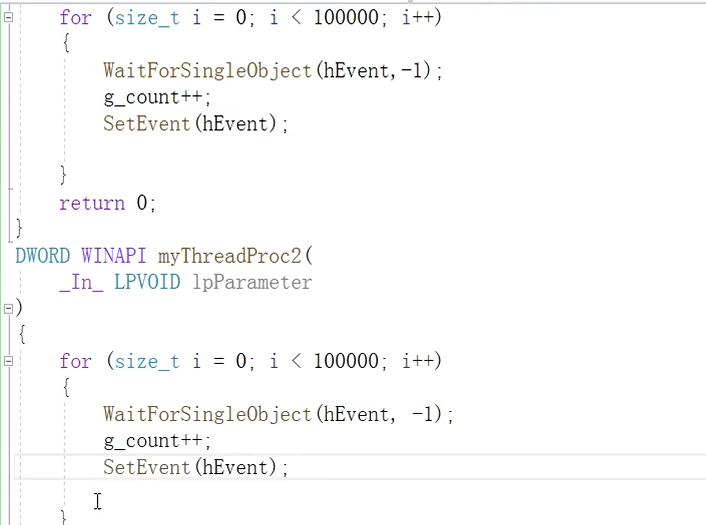 for (size_t i = 0; i < 100000; i++)
{
WaitForSingleObject(hEvent,-1);
g_count++;
SetEvent(hEvent);
}
return 0;
}
DWORD WINAPI myThreadProc2(
_In_ LPVOID lpParameter
)
{
for (size_t i = 0; i < 100000; i++)
{
WaitForSingleObject(hEvent, -1);
g_count++;
SetEvent(hEvent);
}